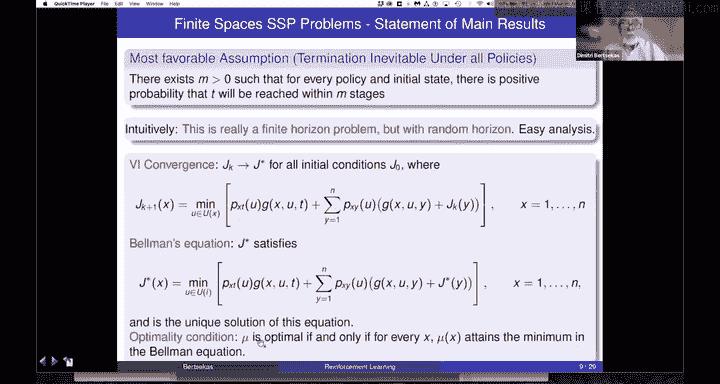 QuickTime Player File Edit View Window Help
Finite Spaces SSP Problems - Statement of Main Results
Dimitri Bertsekas
Most favorable Assumption (Termination Inevitable Under all Policies)
There exists m > 0 such that for every policy and initial state, there is positive
probability that t will be reached within m stages
Intuitively: This is really a finite horizon problem, but with random horizon. Easy analysis.
VI Convergence: J_k → J* for all initial conditions J_0, where
J_{k+1}(x) = min_{u∈U(x)} [p_{xt}(u)g(x, u, t) + ∑_{y=1}^{n} p_{xy}(u)(g(x, u, y) + J_k(y))], x = 1, . . . , n
Bellman's equation: J* satisfies
J*(x) = min_{u∈U(i)} [p_{xt}(u)g(x, u, t) + ∑_{y=1}^{n} p_{xy}(u)(g(x, u, y) + J*(y))], x = 1, . . . , n,
and is the unique solution of this equation.
Optimality condition: μ is optimal if and only if for every x, μ(x) attains the minimum in
the Bellman equation.
Bertsekas Reinforcement Learning 9 / 29